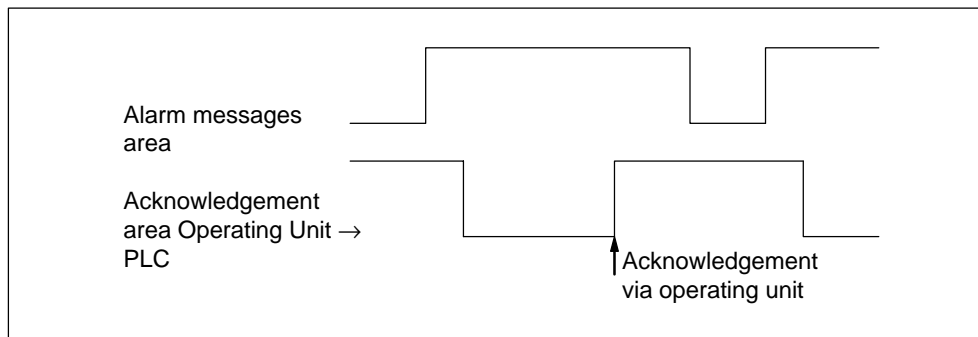 Alarm messages
area
Acknowledgement
area Operating Unit →
PLC
Acknowledgement
via operating unit